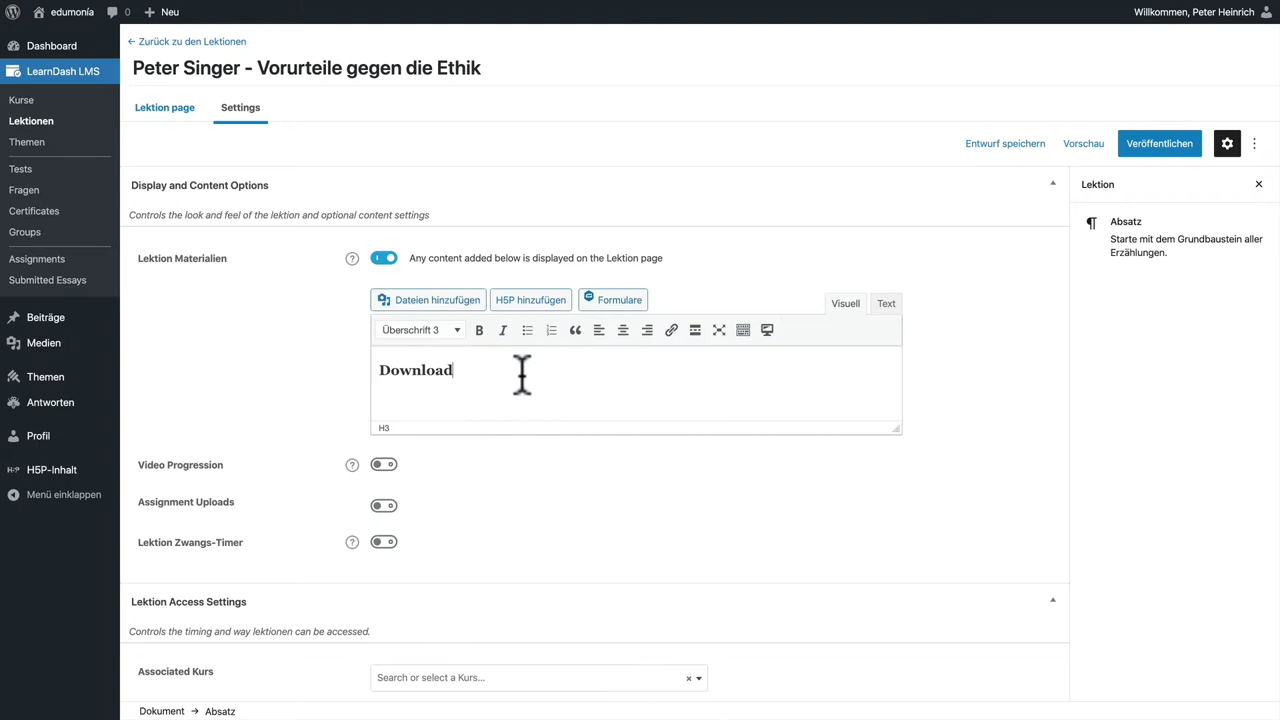 edumonía
0
Neu
Willkommen, Peter Heinrich
Dashboard
LearnDash LMS
Kurse
Lektionen
Themen
Tests
Fragen
Certificates
Groups
Assignments
Submitted Essays
Beiträge
Medien
Themen
Antworten
Profil
H5P H5P-Inhalt
Menü einklappen
← Zurück zu den Lektionen
Peter Singer - Vorurteile gegen die Ethik
Lektion page
Settings
Entwurf speichern
Vorschau
Veröffentlichen
Display and Content Options
Controls the look and feel of the lektion and optional content settings
Lektion Materialien
Any content added below is displayed on the Lektion page
Dateien hinzufügen
H5P hinzufügen
Formulare
Visuell
Text
Überschrift 3
Download
H3
Video Progression
Assignment Uploads
Lektion Zwangs-Timer
Lektion Access Settings
Controls the timing and way lektionen can be accessed.
Associated Kurs
Search or select a Kurs...
Dokument → Absatz
Lektion
Absatz
Starte mit dem Grundbaustein aller
Erzählungen.